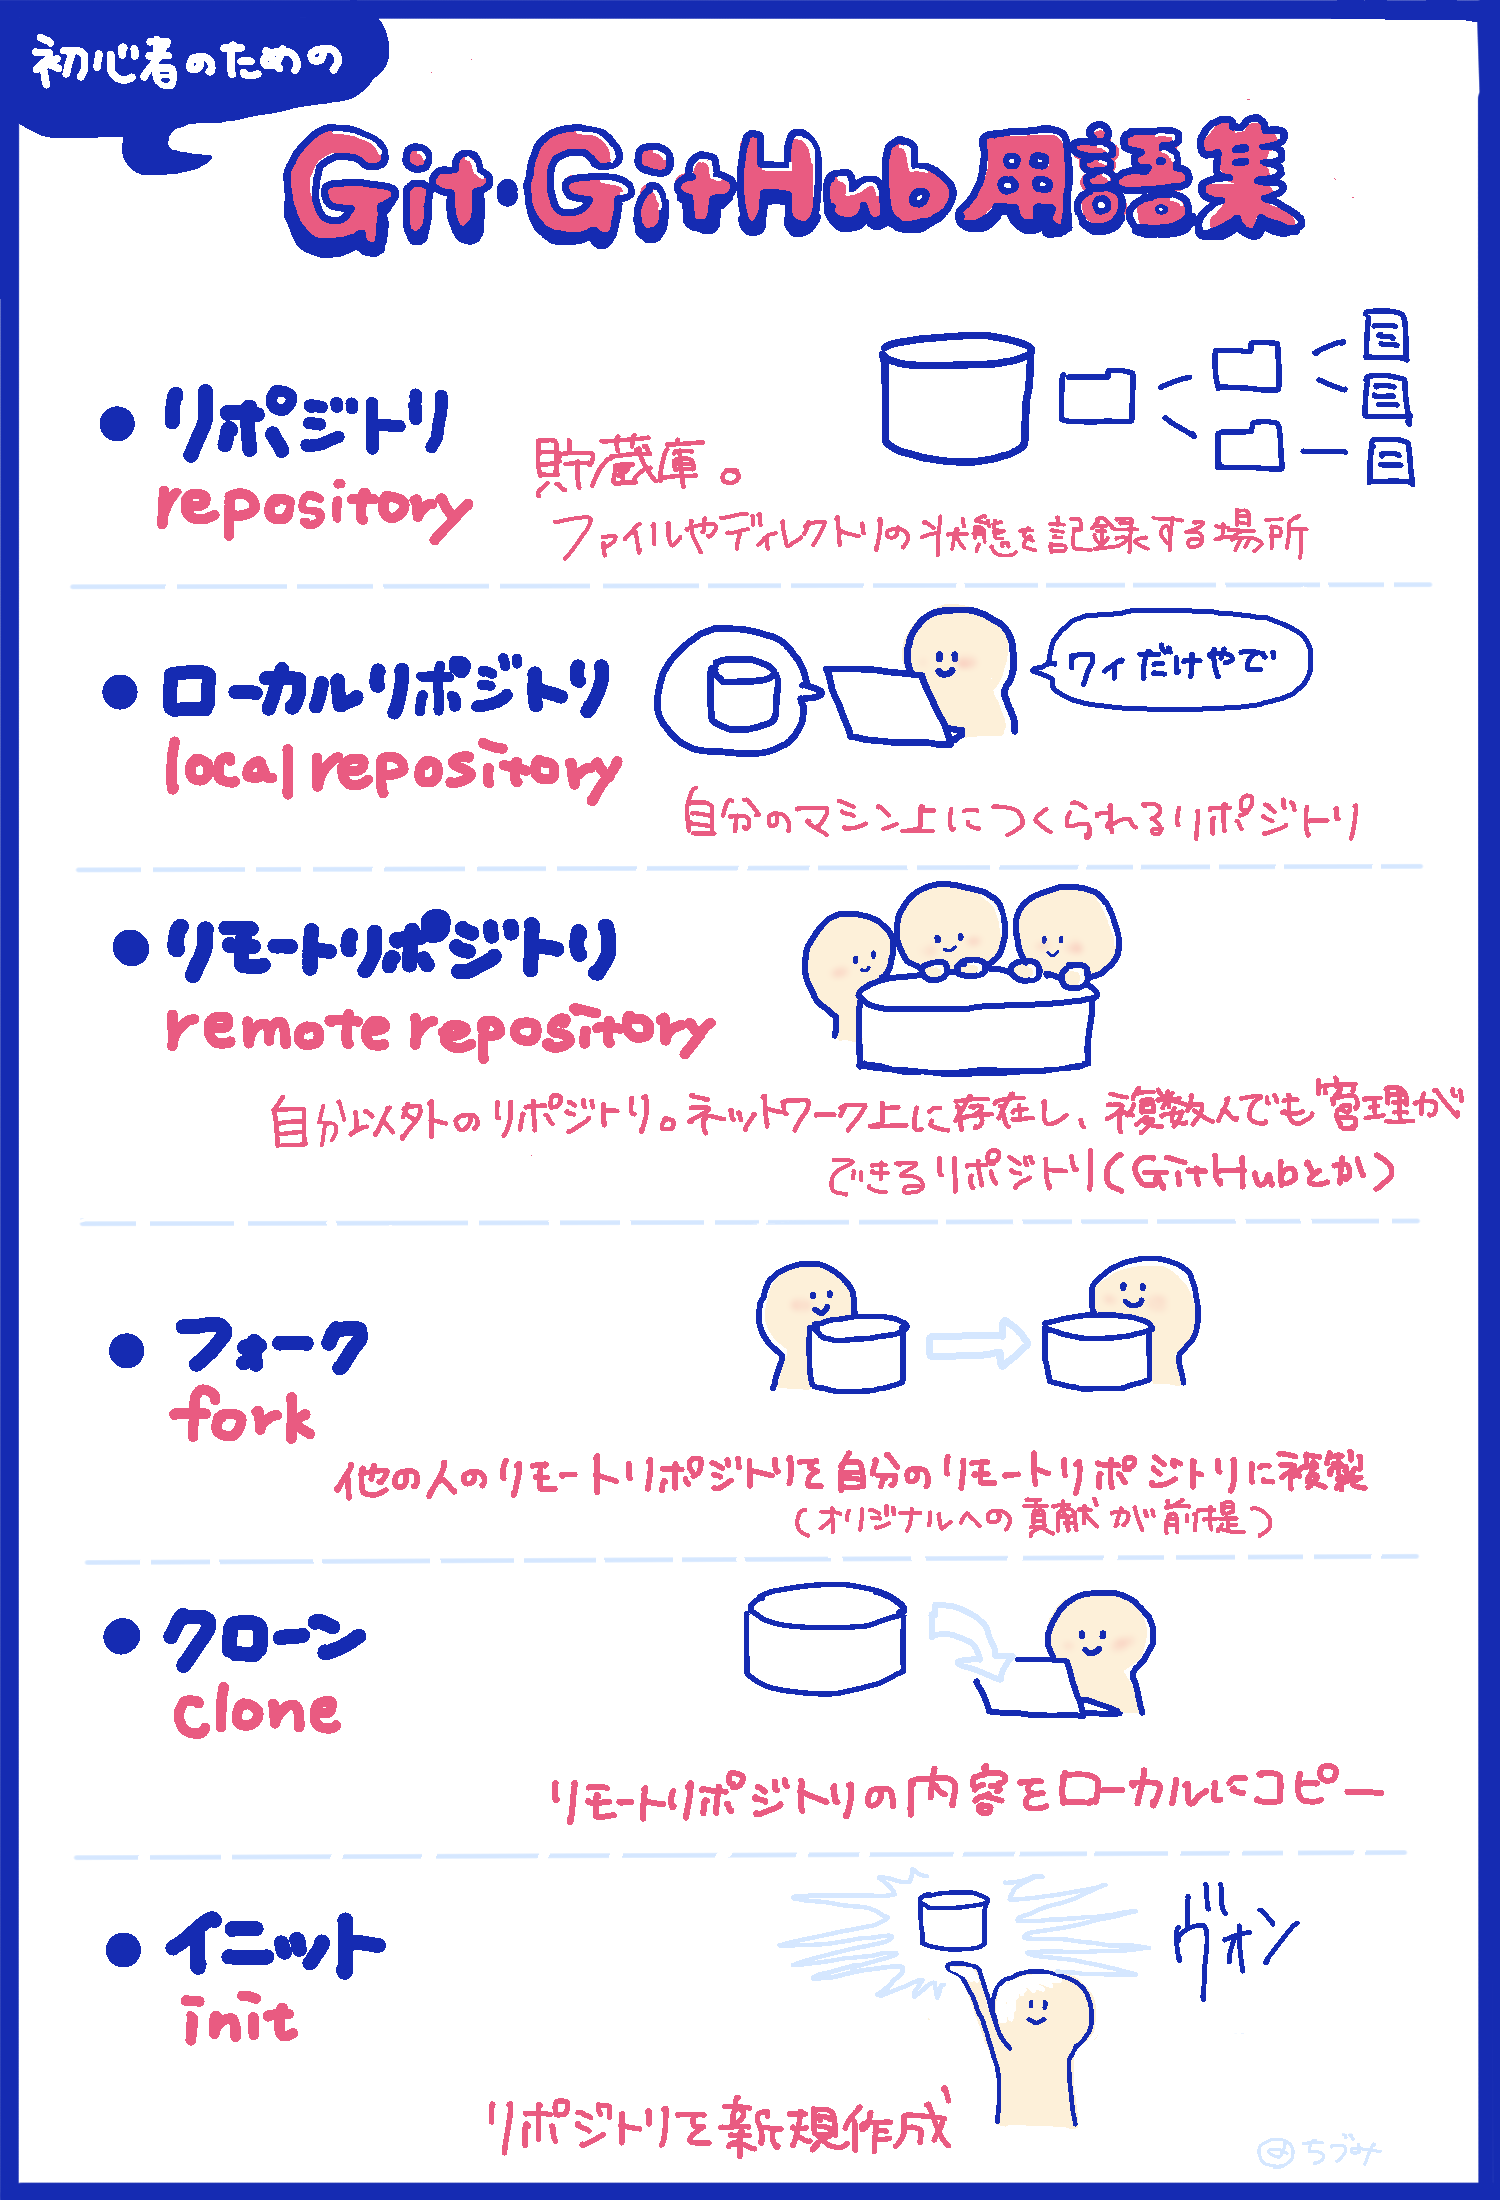 初心者のための
Git・GitHub用語集
・リポジトリ
repository
貯蔵庫。
ファイルやディレクトリの状態を記録する場所
・ローカルリポジトリ
local repository
ワイだけやで
自分のマシン上につくられるリポジトリ
・リモートリポジトリ
remote repository
自分以外のリポジトリ。ネットワーク上に存在し、複数人でも管理が
できるリポジトリ(GitHubとか)
・フォーク
fork
他の人のリモートリポジトリを自分のリモートリポジトリに複製
(オリジナルへの貢献が前提)
・クローン
clone
リモートリポジトリの内容をローカルにコピー
・イニット
init
ヴォン
リポジトリを新規作成
@ちづみ